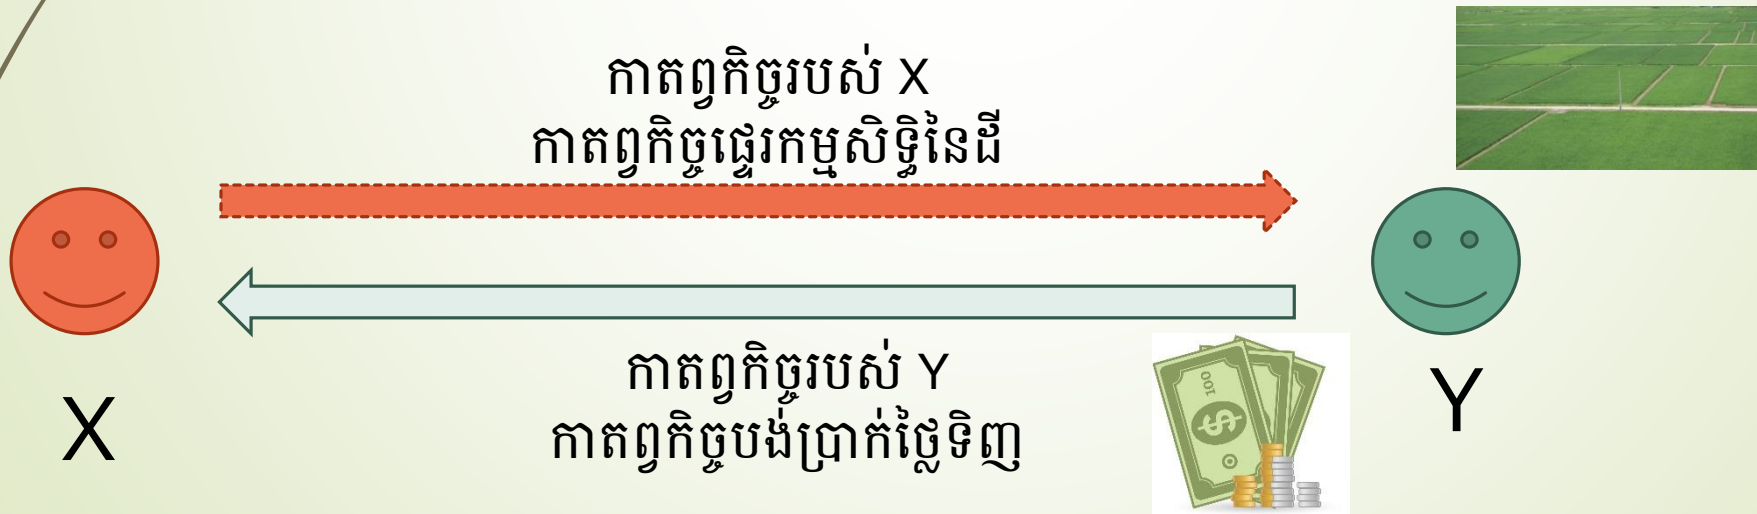 កាតព្វកិច្ចរបស់ X
កាតព្វកិច្ចផ្ទេរកម្មសិទ្ធិនៃដី
X
កាតព្វកិច្ចរបស់ Y
កាតព្វកិច្ចបង់ប្រាក់ថ្លៃទិញ
Y
100
$